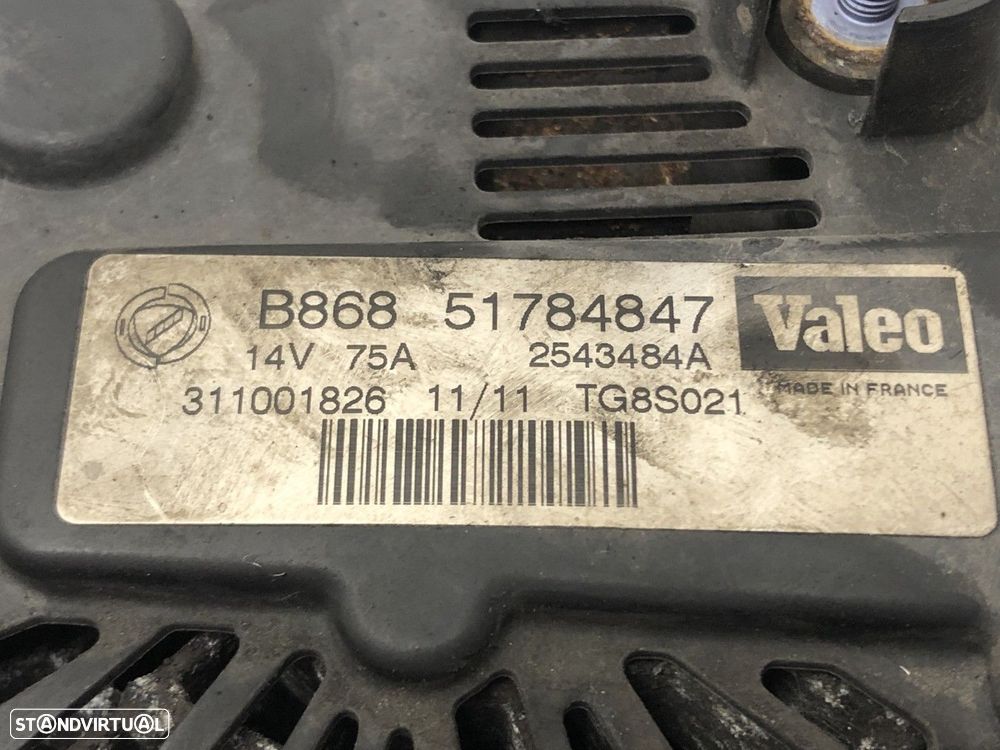 B868 51784847
14V 75A 2543484A
311001826 11/11 TG8S021
Valeo
MADE IN FRANCE
STANDVIRTUAL